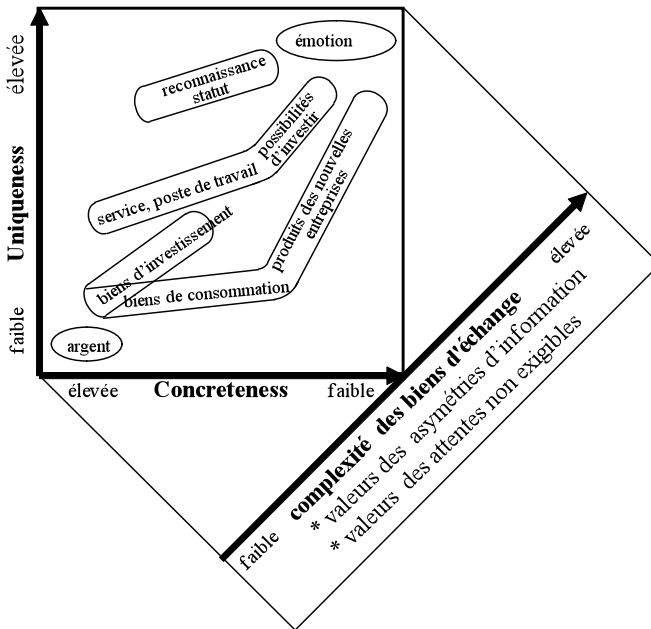 élevée
Uniqueness
faible
émotion
reconnaissance
statut
possibilités
d'investir
service, poste de travail
produits des nouvelles
entreprises
biens d'investissement
biens de consommation
argent
élevée
Concreteness
faible
faible
complexité des biens d'échange
élevée
* valeurs des asymétries d'information
* valeurs des attentes non exigibles